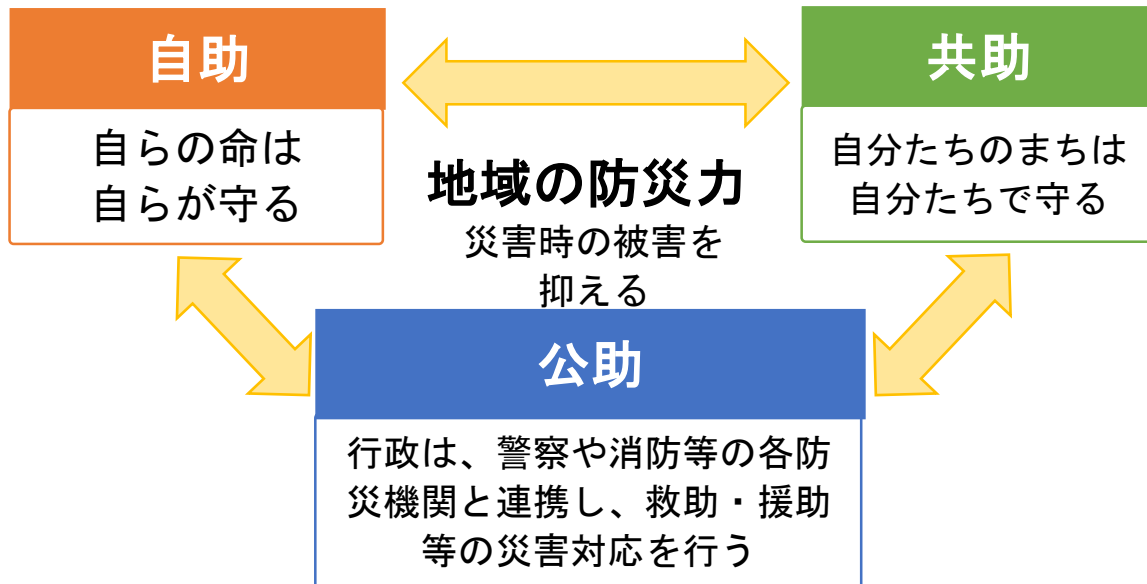 自助
自らの命は
自らが守る
共助
自分たちのまちは
自分たちで守る
地域の防災力
災害時の被害を
抑える
公助
行政は、警察や消防等の各防
災機関と連携し、救助・援助
等の災害対応を行う